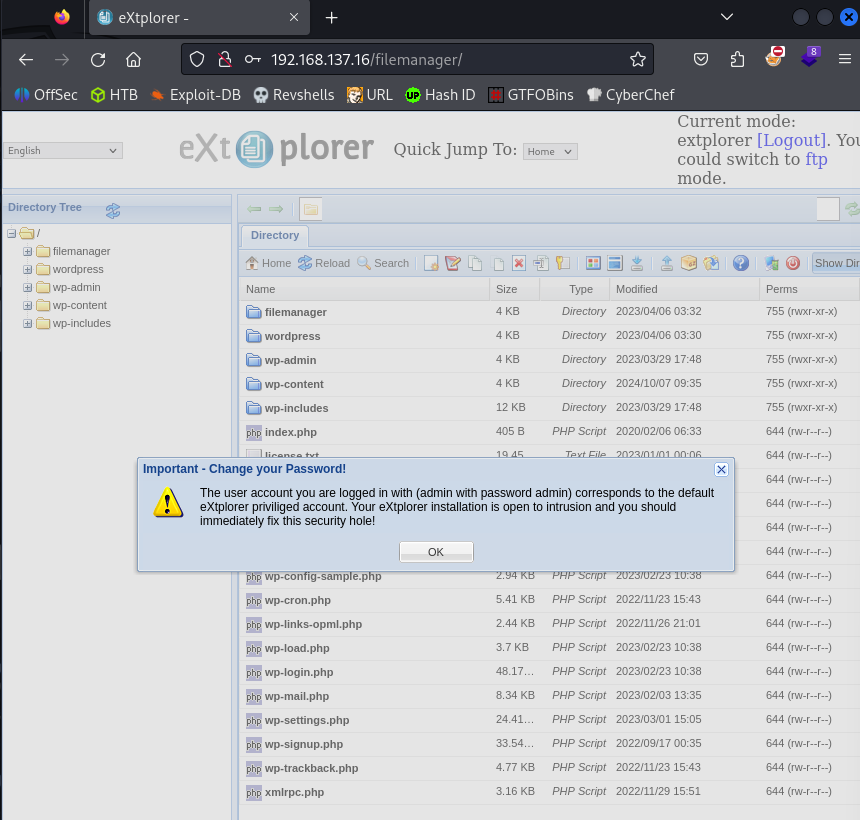 eXtplorer -
192.168.137.16/filemanager/
8
OffSec HTB Exploit-DB Revshells URL Hash ID GTFOBins CyberChef
English
eXtplorer
Quick Jump To: Home
Current mode:
extplorer [Logout]. You
could switch to ftp
mode.
Directory Tree
/
filemanager
wordpress
wp-admin
wp-content
wp-includes
Directory
Home Reload Search Show Dir
Name Size Type Modified Perms
filemanager 4 KB Directory 2023/04/06 03:32 755 (rwxr-xr-x)
wordpress 4 KB Directory 2023/04/06 03:30 755 (rwxr-xr-x)
wp-admin 4 KB Directory 2023/03/29 17:48 755 (rwxr-xr-x)
wp-content 4 KB Directory 2024/10/07 09:35 755 (rwxr-xr-x)
wp-includes 12 KB Directory 2023/03/29 17:48 755 (rwxr-xr-x)
php index.php 405 B PHP Script 2020/02/06 06:33 644 (rw-r--r--)
license.txt 19.45 Text File 2023/01/01 00:06 644 (rw-r--r--)
644 (rw-r--r--)
644 (rw-r--r--)
644 (rw-r--r--)
644 (rw-r--r--)
Important - Change your Password!
The user account you are logged in with (admin with password admin) corresponds to the default
eXtplorer priviliged account. Your eXtplorer installation is open to intrusion and you should
immediately fix this security hole!
OK
php wp-config-sample.php 2.94 KB PHP Script 2023/02/23 10:38 644 (rw-r--r--)
php wp-cron.php 5.41 KB PHP Script 2022/11/23 15:43 644 (rw-r--r--)
php wp-links-opml.php 2.44 KB PHP Script 2022/11/26 21:01 644 (rw-r--r--)
php wp-load.php 3.7 KB PHP Script 2023/02/23 10:38 644 (rw-r--r--)
php wp-login.php 48.17... PHP Script 2023/02/23 10:38 644 (rw-r--r--)
php wp-mail.php 8.34 KB PHP Script 2023/02/03 13:35 644 (rw-r--r--)
php wp-settings.php 24.41... PHP Script 2023/03/01 15:05 644 (rw-r--r--)
php wp-signup.php 33.54... PHP Script 2022/09/17 00:35 644 (rw-r--r--)
php wp-trackback.php 4.77 KB PHP Script 2022/11/23 15:43 644 (rw-r--r--)
php xmlrpc.php 3.16 KB PHP Script 2022/11/29 15:51 644 (rw-r--r--)